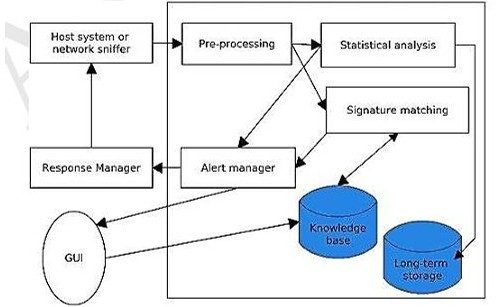 Host system or
network sniffer
Pre-processing
Statistical analysis
Signature matching
Response Manager
Alert manager
Knowledge
base
GUI
Long-term
storage